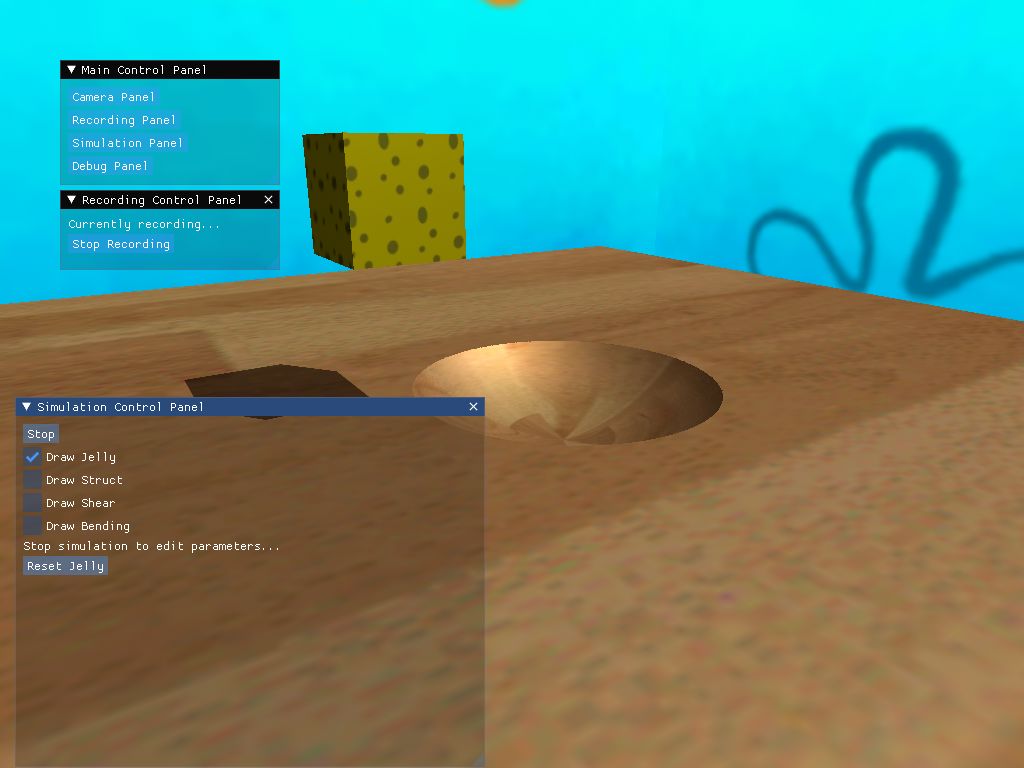 Main Control Panel
Camera Panel
Recording Panel
Simulation Panel
Debug Panel
Recording Control Panel
Currently recording...
Stop Recording
Simulation Control Panel
Stop
Draw Jelly
Draw Struct
Draw Shear
Draw Bending
Stop simulation to edit parameters...
Reset Jelly